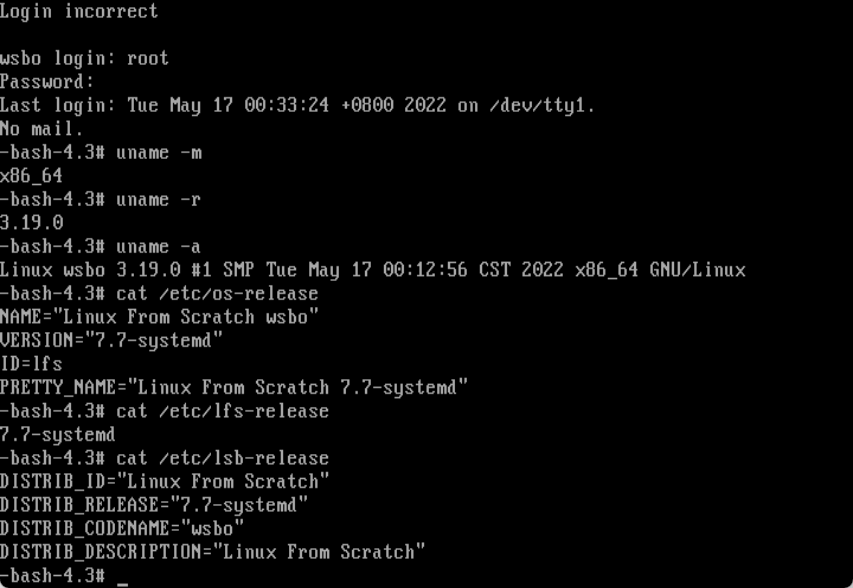 Login incorrect
wsbo login: root
Password:
Last login: Tue May 17 00:33:24 +0800 2022 on /dev/tty1.
No mail.
-bash-4.3# uname -m
x86_64
-bash-4.3# uname -r
3.19.0
-bash-4.3# uname -a
Linux wsbo 3.19.0 #1 SMP Tue May 17 00:12:56 CST 2022 x86_64 GNU/Linux
-bash-4.3# cat /etc/os-release
NAME="Linux From Scratch wsbo"
VERSION="7.7-systemd"
ID=lfs
PRETTY_NAME="Linux From Scratch 7.7-systemd"
-bash-4.3# cat /etc/lfs-release
7.7-systemd
-bash-4.3# cat /etc/lsb-release
DISTRIB_ID="Linux From Scratch"
DISTRIB_RELEASE="7.7-systemd"
DISTRIB_CODENAME="wsbo"
DISTRIB_DESCRIPTION="Linux From Scratch"
-bash-4.3# _